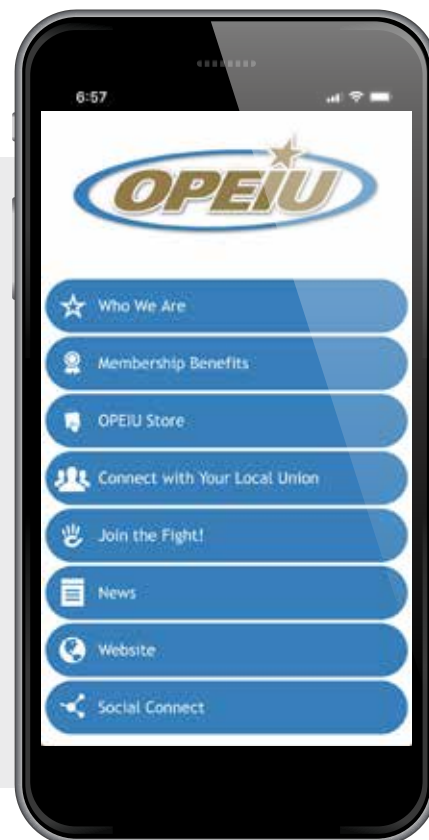 6:57
OPEIU
Who We Are
Membership Benefits
OPEIU Store
Connect with Your Local Union
Join the Fight!
News
Website
Social Connect